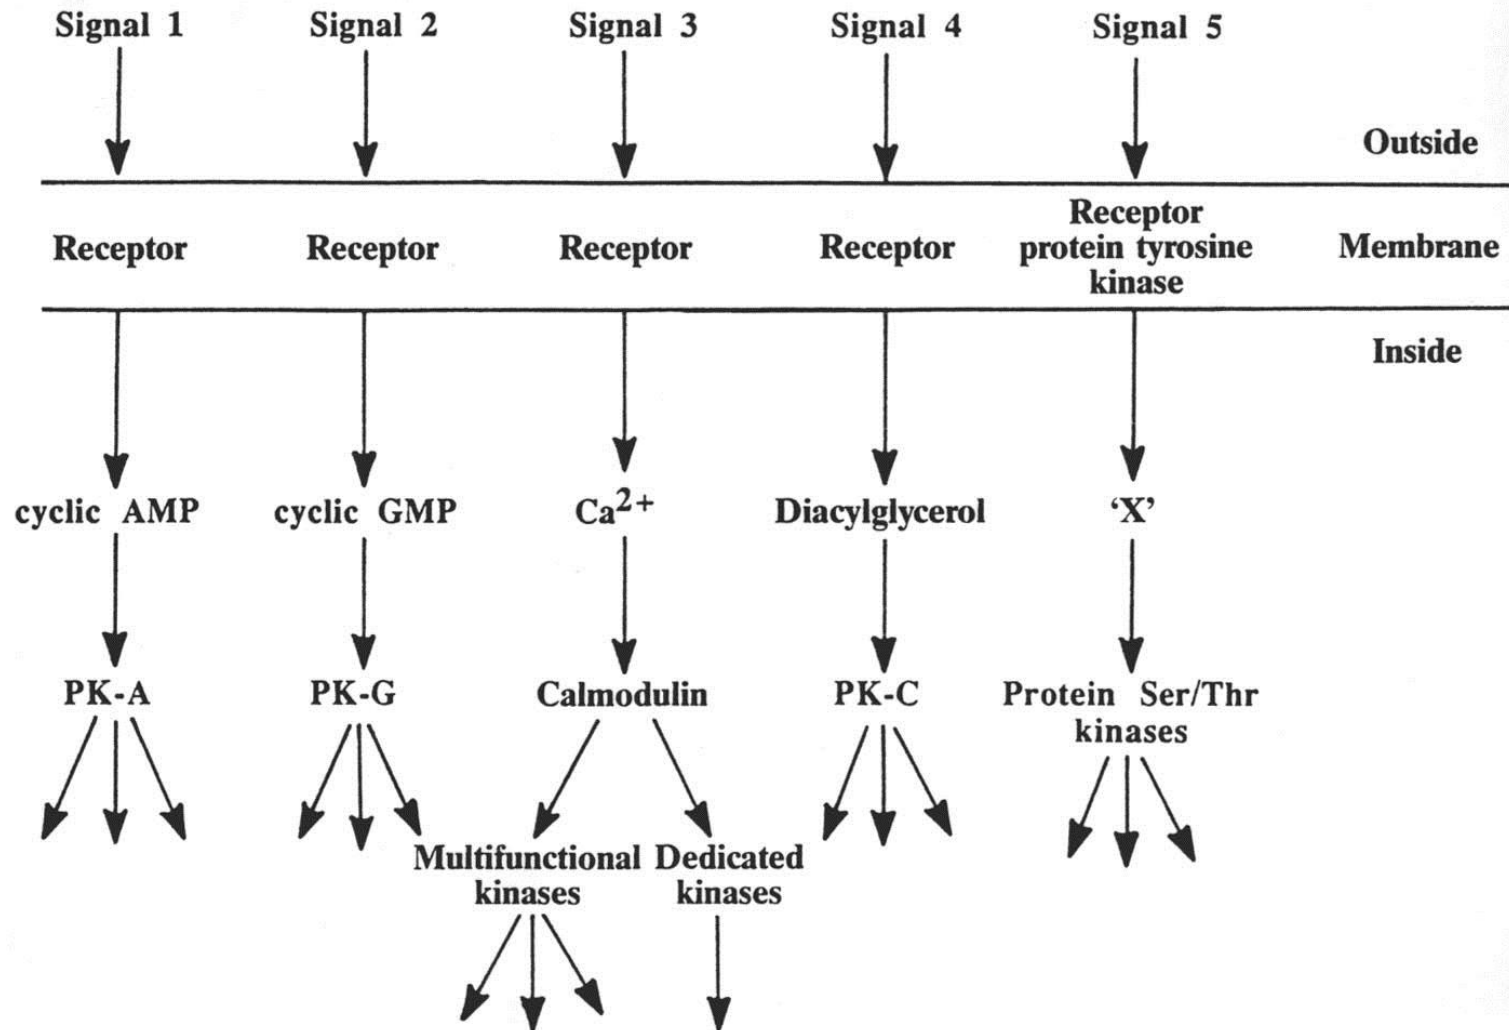 Signal 1 Signal 2 Signal 3 Signal 4 Signal 5
Outside
Receptor Receptor Receptor Receptor Receptor
protein tyrosine
kinase
Membrane
Inside
cyclic AMP cyclic GMP Ca2+ Diacylglycerol ‘X’
PK-A PK-G Calmodulin PK-C Protein Ser/Thr
kinases
Multifunctional Dedicated
kinases kinases